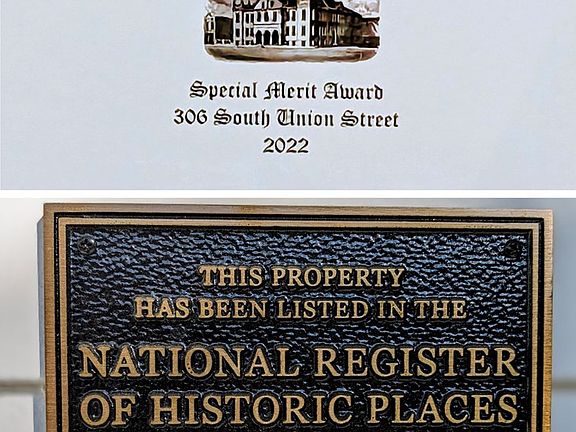 Special Merit Award
306 South Union Street
2022
THIS PROPERTY
HAS BEEN LISTED IN THE
NATIONAL REGISTER
OF HISTORIC PLACES